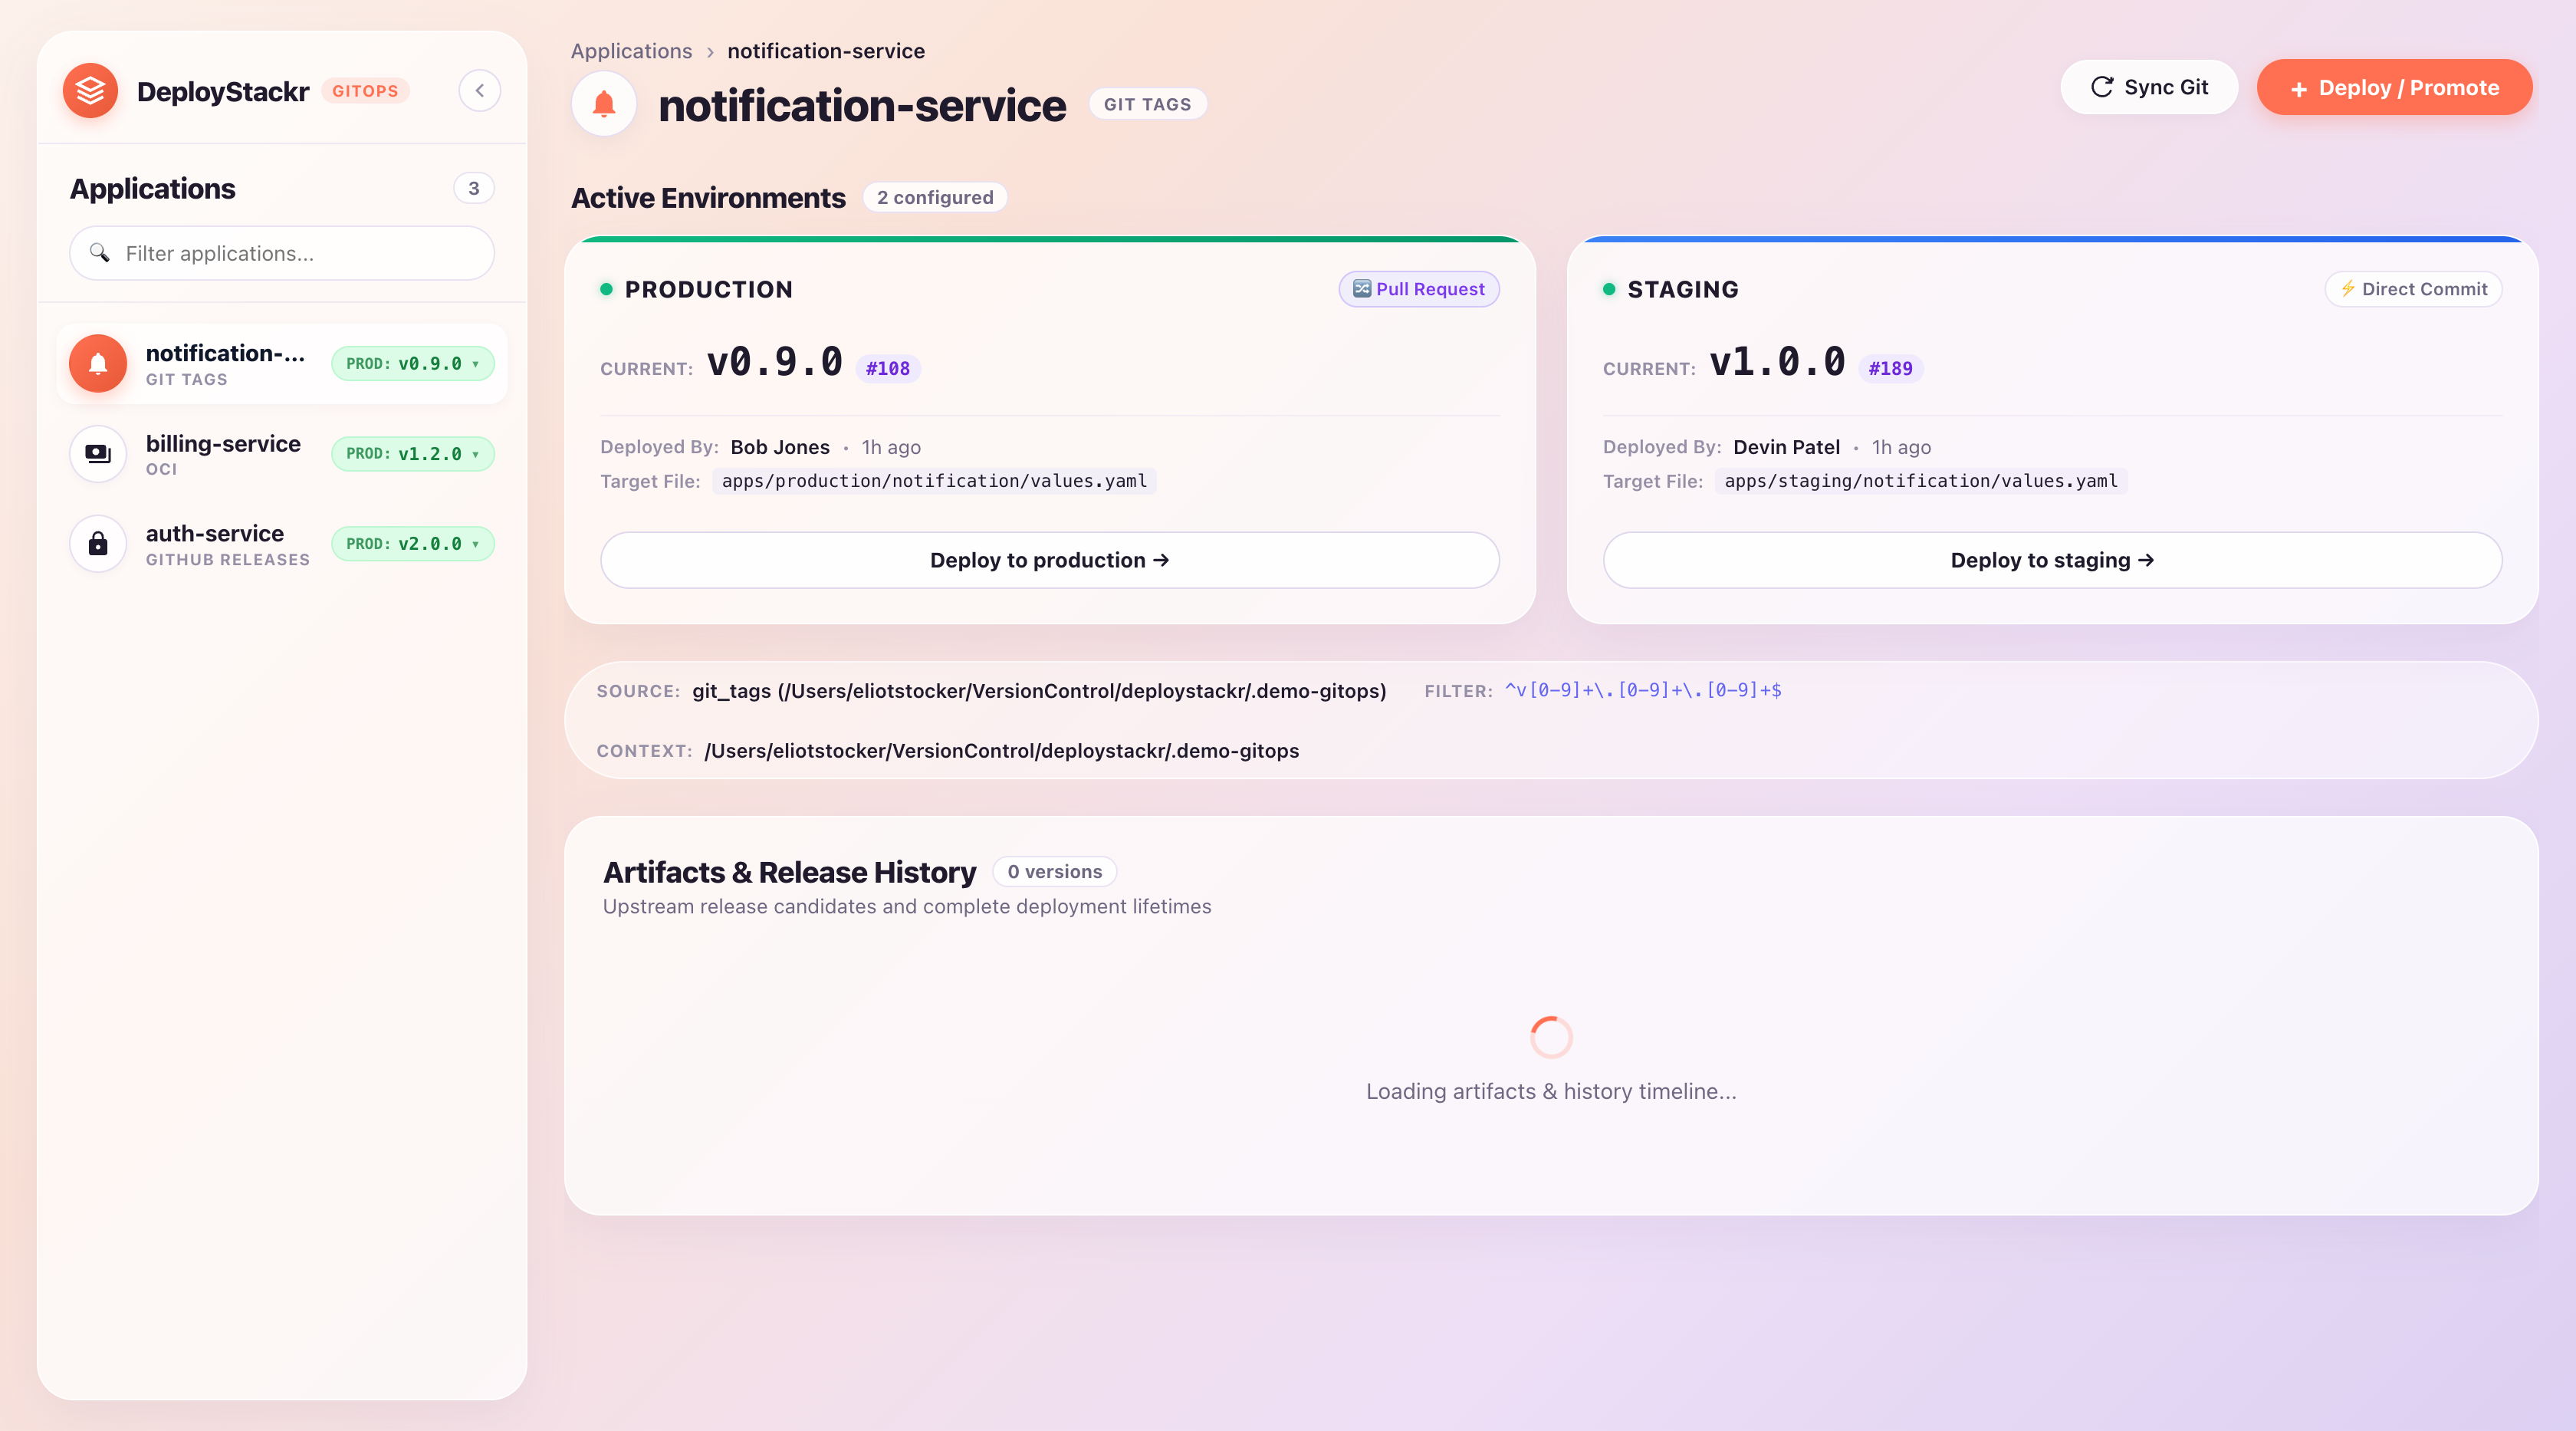 DeployStackr GITOPS
Applications 3
Filter applications...
notification-...
GIT TAGS
PROD: v0.9.0 ▾
billing-service
OCI
PROD: v1.2.0 ▾
auth-service
GITHUB RELEASES
PROD: v2.0.0 ▾
Applications › notification-service
notification-service GIT TAGS
Sync Git
+ Deploy / Promote
Active Environments 2 configured
PRODUCTION
Pull Request
CURRENT: v0.9.0 #108
Deployed By: Bob Jones • 1h ago
Target File: apps/production/notification/values.yaml
Deploy to production →
STAGING
⚡ Direct Commit
CURRENT: v1.0.0 #189
Deployed By: Devin Patel • 1h ago
Target File: apps/staging/notification/values.yaml
Deploy to staging →
SOURCE: git_tags (/Users/eliotstocker/VersionControl/deploystackr/.demo-gitops) FILTER: ^v[0-9]+\.[0-9]+\.[0-9]+$
CONTEXT: /Users/eliotstocker/VersionControl/deploystackr/.demo-gitops
Artifacts & Release History 0 versions
Upstream release candidates and complete deployment lifetimes
Loading artifacts & history timeline...